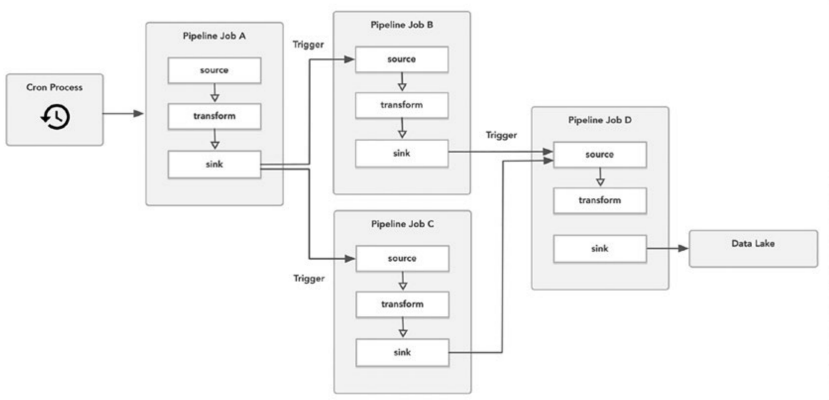 Cron Process
Pipeline Job A
source
transform
sink
Trigger
Pipeline Job B
source
transform
sink
Trigger
Pipeline Job C
source
transform
sink
Trigger
Pipeline Job D
source
transform
sink
Data Lake